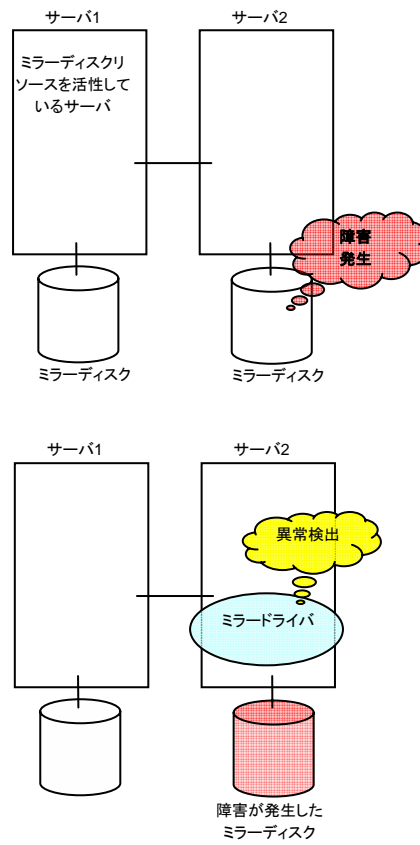 サーバ1
サーバ2
ミラーディスクリ
ソースを活性して
いるサーバ
障害
発生
ミラーディスク
ミラーディスク
サーバ1
サーバ2
異常検出
ミラードライバ
障害が発生した
ミラーディスク